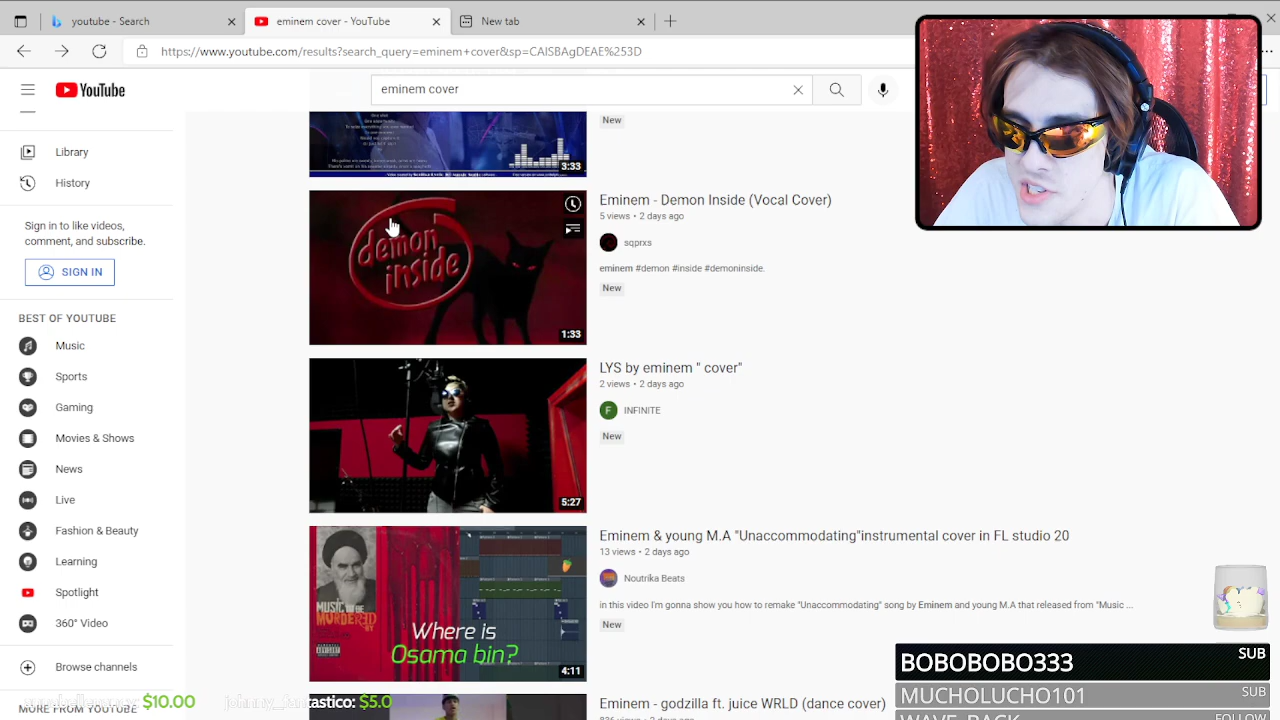 youtube - Search
eminem cover - YouTube
New tab
https://www.youtube.com/results?search_query=eminem+cover&sp=CAISBAgDEAE%253D
YouTube
eminem cover
Library
History
Sign in to like videos,
comment, and subscribe.
SIGN IN
BEST OF YOUTUBE
Music
Sports
Gaming
Movies & Shows
News
Live
Fashion & Beauty
Learning
Spotlight
360° Video
Browse channels
$10.00
johnny_fantastico: $5.0
3:33
New
demon
inside
1:33
Eminem - Demon Inside (Vocal Cover)
5 views • 2 days ago
sqprxs
eminem #demon #inside #demoninside.
New
5:27
LYS by eminem " cover"
2 views • 2 days ago
F INFINITE
New
MUSIC
MURDERED
BY
Where is
Osama bin?
4:11
Eminem & young M.A "Unaccommodating"instrumental cover in FL studio 20
13 views • 2 days ago
Noutrika Beats
in this video I'm gonna show you how to remake "Unaccommodating" song by Eminem and young M.A that released from "Music ...
New
Eminem - godzilla ft. juice WRLD (dance cover)
BOBOBOBO333 SUB
MUCHOLUCHO101 SUB
WAVE_BACK FOLLOW